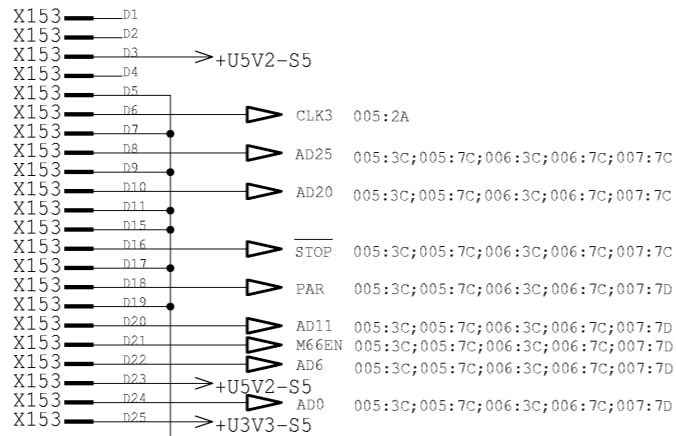 X153 D1
X153 D2
X153 D3 +U5V2-S5
X153 D4
X153 D5
X153 D6 CLK3 005:2A
X153 D7
X153 D8 AD25 005:3C;005:7C;006:3C;006:7C;007:7C
X153 D9
X153 D10 AD20 005:3C;005:7C;006:3C;006:7C;007:7C
X153 D11
X153 D15
X153 D16 STOP 005:3C;005:7C;006:3C;006:7C;007:7C
X153 D17
X153 D18 PAR 005:3C;005:7C;006:3C;006:7C;007:7D
X153 D19
X153 D20 AD11 005:3C;005:7C;006:3C;006:7C;007:7D
X153 D21 M66EN 005:3C;005:7C;006:3C;006:7C;007:7D
X153 D22 AD6 005:3C;005:7C;006:3C;006:7C;007:7D
X153 D23 +U5V2-S5
X153 D24 AD0 005:3C;005:7C;006:3C;006:7C;007:7D
X153 D25 +U3V3-S5